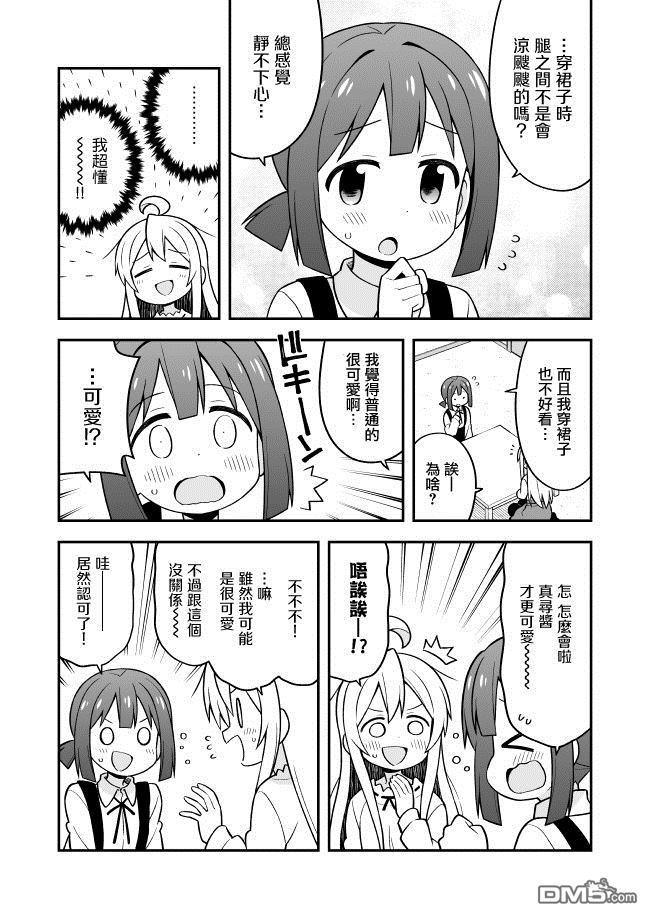 …穿裙子時
腿之間不是會
涼颼颼的嗎？
總感覺
靜不下心…
…………
我超懂
～～～～!!
而且我穿裙子
也不好看…
誒—
為啥？
我覺得普通的
很可愛啊…
ドキーン
…可愛!?
怎 怎麼會啦
真尋醬
才更可愛～～～～
唔誒誒—!?
不不不！
…嘛
雖然我可能
是很可愛
不過跟這個
沒關係～～～
哇——
居然認可了！
DM5.com